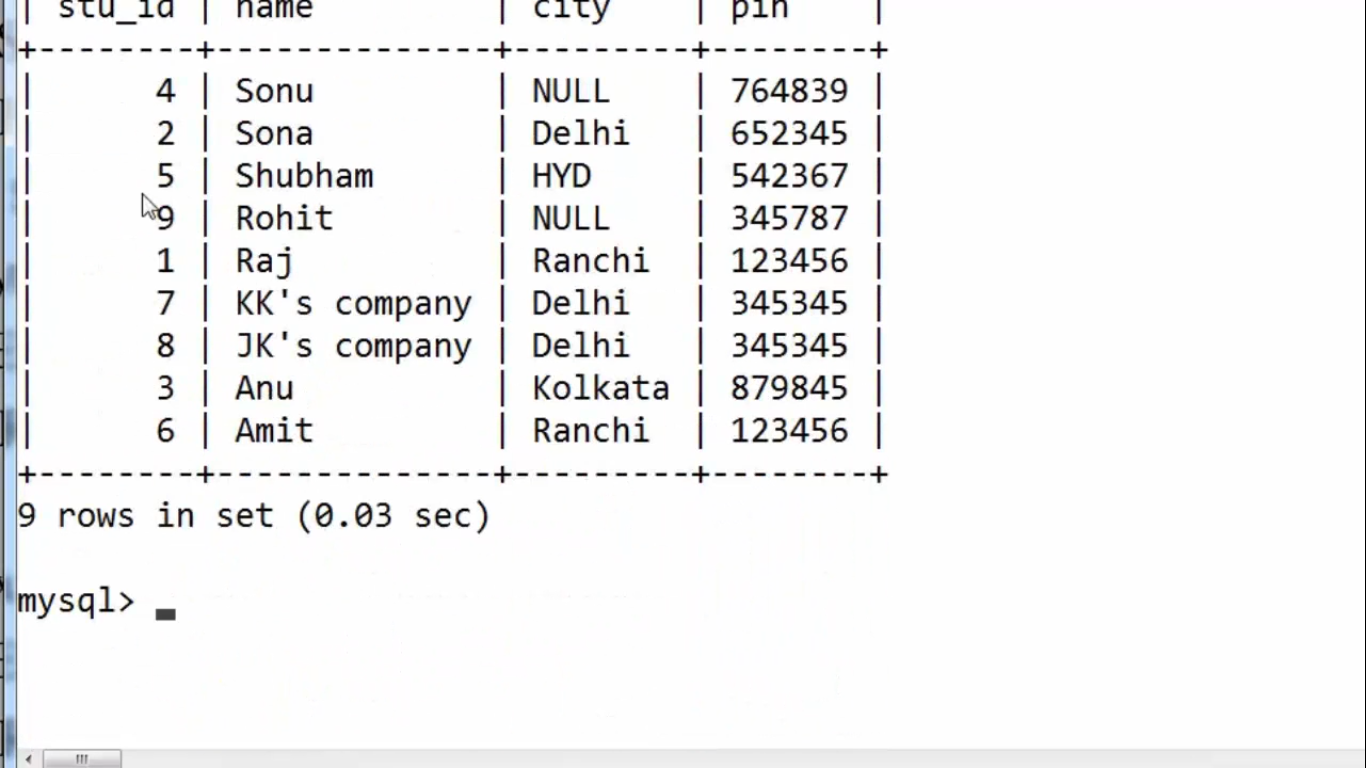 | stu_id | name | city | pin |
+--------+--------------+---------+--------+
| 4 | Sonu | NULL | 764839 |
| 2 | Sona | Delhi | 652345 |
| 5 | Shubham | HYD | 542367 |
| 9 | Rohit | NULL | 345787 |
| 1 | Raj | Ranchi | 123456 |
| 7 | KK's company | Delhi | 345345 |
| 8 | JK's company | Delhi | 345345 |
| 3 | Anu | Kolkata | 879845 |
| 6 | Amit | Ranchi | 123456 |
+--------+--------------+---------+--------+
9 rows in set (0.03 sec)
mysql>